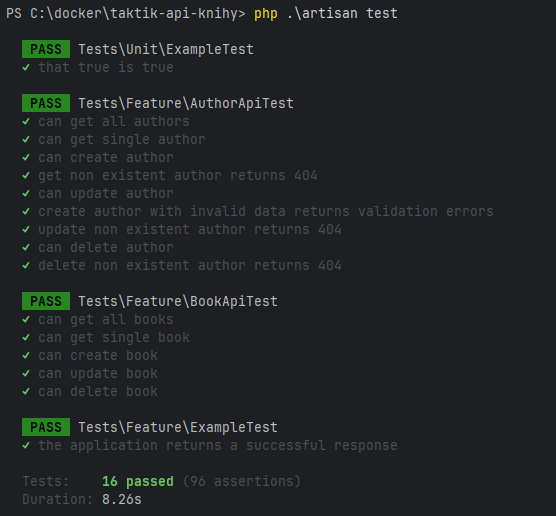 PS C:\docker\taktik-api-knihy> php .\artisan test
PASS Tests\Unit\ExampleTest
✓ that true is true
PASS Tests\Feature\AuthorApiTest
✓ can get all authors
✓ can get single author
✓ can create author
✓ get non existent author returns 404
✓ can update author
✓ create author with invalid data returns validation errors
✓ update non existent author returns 404
✓ can delete author
✓ delete non existent author returns 404
PASS Tests\Feature\BookApiTest
✓ can get all books
✓ can get single book
✓ can create book
✓ can update book
✓ can delete book
PASS Tests\Feature\ExampleTest
✓ the application returns a successful response
Tests: 16 passed (96 assertions)
Duration: 8.26s